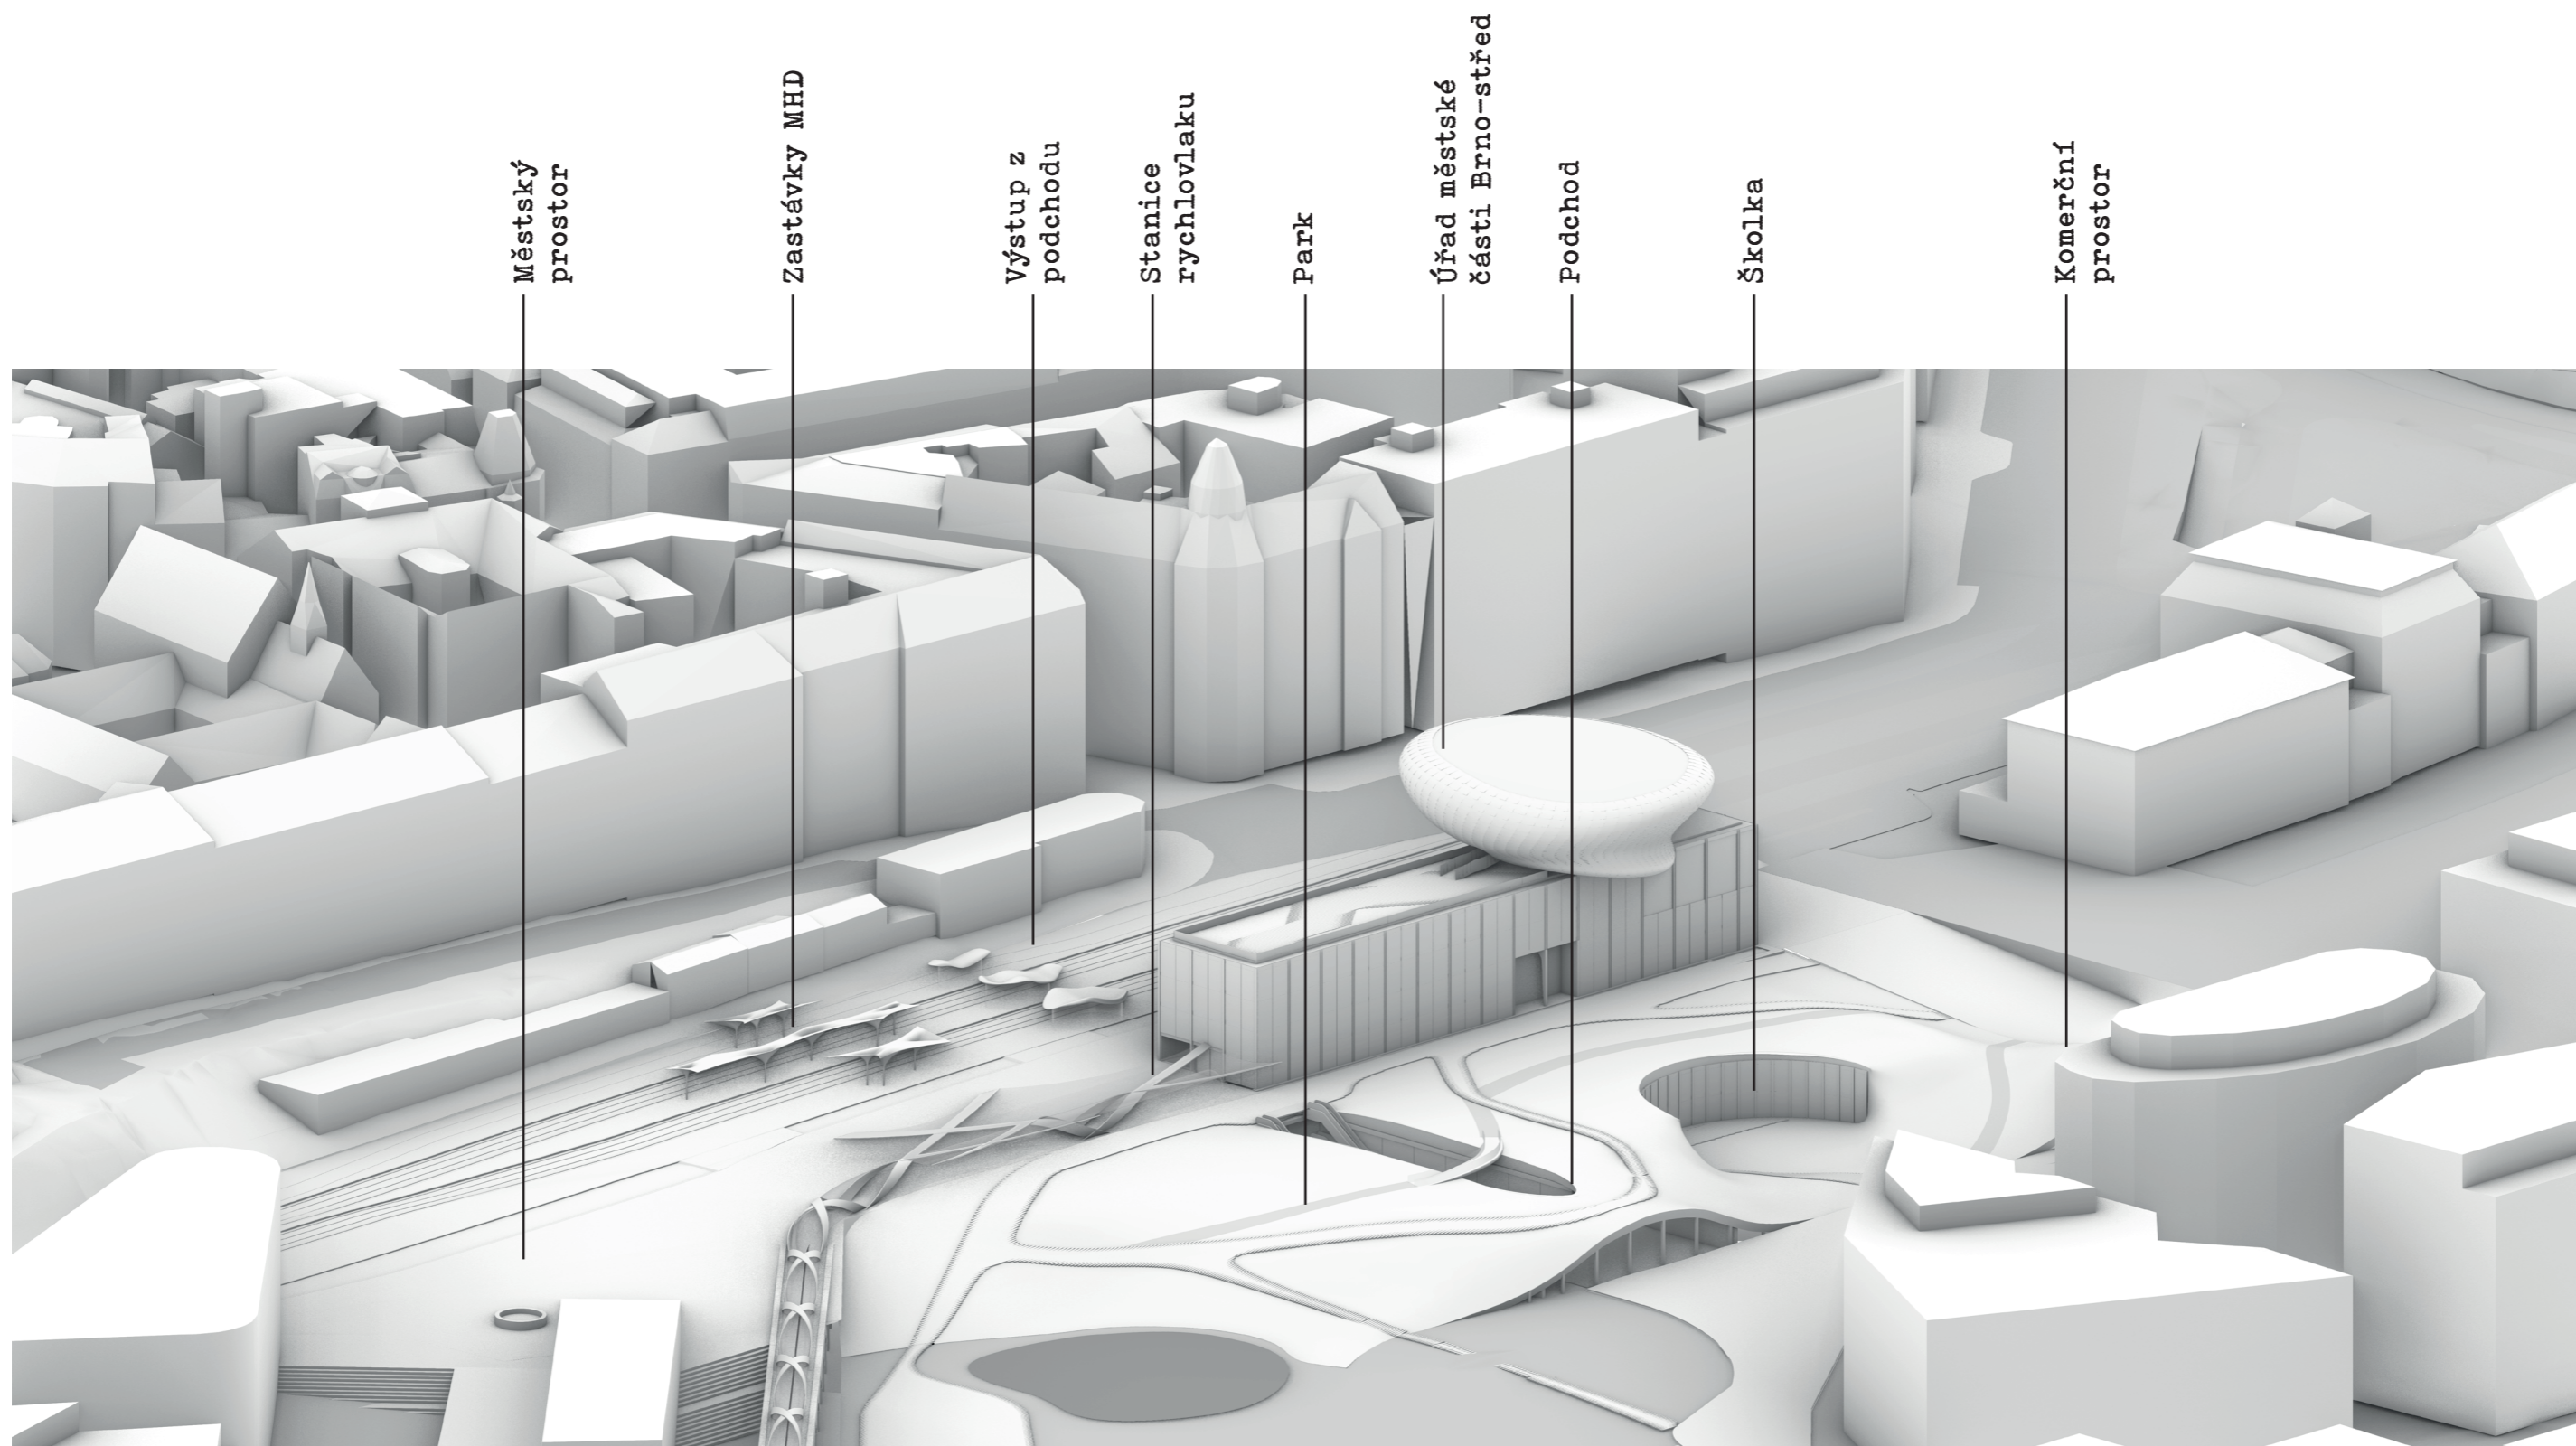 Městský
prostor
Zastávky MHD
Výstup z
podchodu
Stanice
rychlovlaku
Park
Úřad městské
části Brno-střed
Podchod
Školka
Komerční
prostor